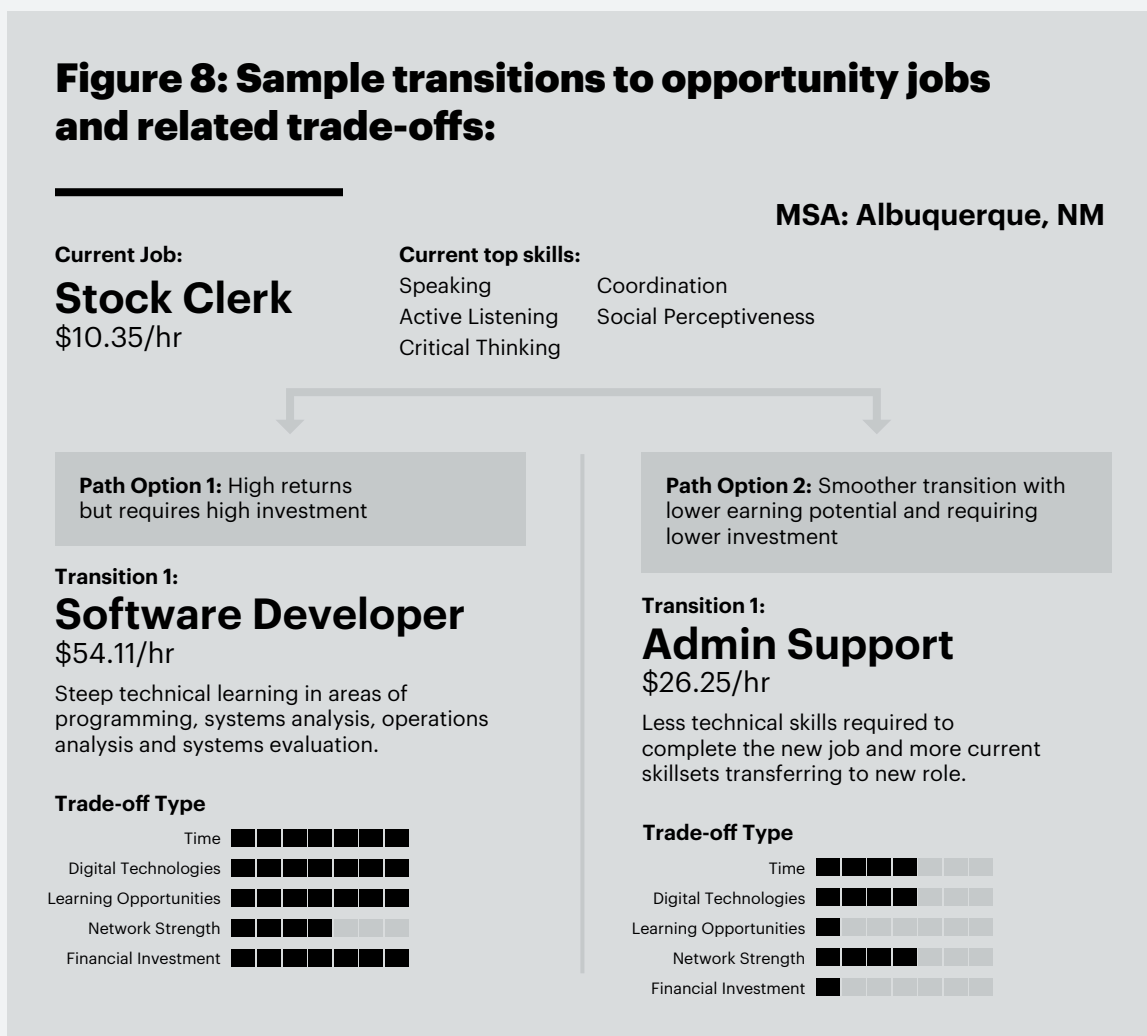 Figure 8: Sample transitions to opportunity jobs
and related trade-offs:
MSA: Albuquerque, NM
Current Job:
Stock Clerk
$10.35/hr
Current top skills:
Speaking
Active Listening
Critical Thinking
Coordination
Social Perceptiveness
Path Option 1: High returns
but requires high investment
Transition 1:
Software Developer
$54.11/hr
Steep technical learning in areas of
programming, systems analysis, operations
analysis and systems evaluation.
Trade-off Type
Time
Digital Technologies
Learning Opportunities
Network Strength
Financial Investment
Path Option 2: Smoother transition with
lower earning potential and requiring
lower investment
Transition 1:
Admin Support
$26.25/hr
Less technical skills required to
complete the new job and more current
skillsets transferring to new role.
Trade-off Type
Time
Digital Technologies
Learning Opportunities
Network Strength
Financial Investment